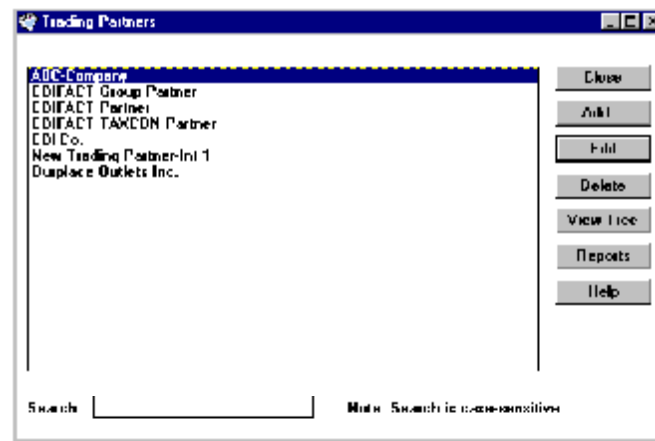 Trading Partners
ABC-Company
EDIFACT Group Partner
EDIFACT Partner
EDIFACT TAXCON Partner
EDI Co.
New Trading Partner-Int 1
Ourplace Outlets Inc.
Close
Add
Edit
Delete
View Tree
Reports
Help
Search
Note: Search is case-sensitive